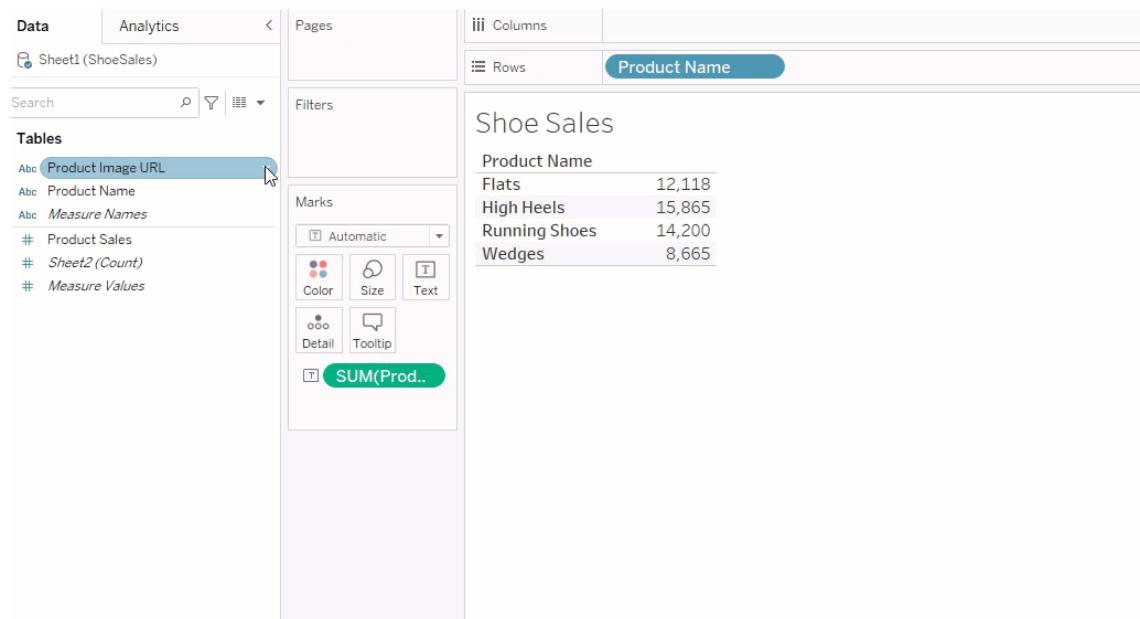 Data Analytics
Sheet1 (ShoeSales)
Search
Tables
Abc Product Image URL
Abc Product Name
Abc Measure Names
# Product Sales
# Sheet2 (Count)
# Measure Values
Pages
Filters
Marks
T Automatic
Color Size T Text
Detail Tooltip
T SUM(Prod..
Columns
Rows Product Name
Shoe Sales
Product Name
Flats 12,118
High Heels 15,865
Running Shoes 14,200
Wedges 8,665